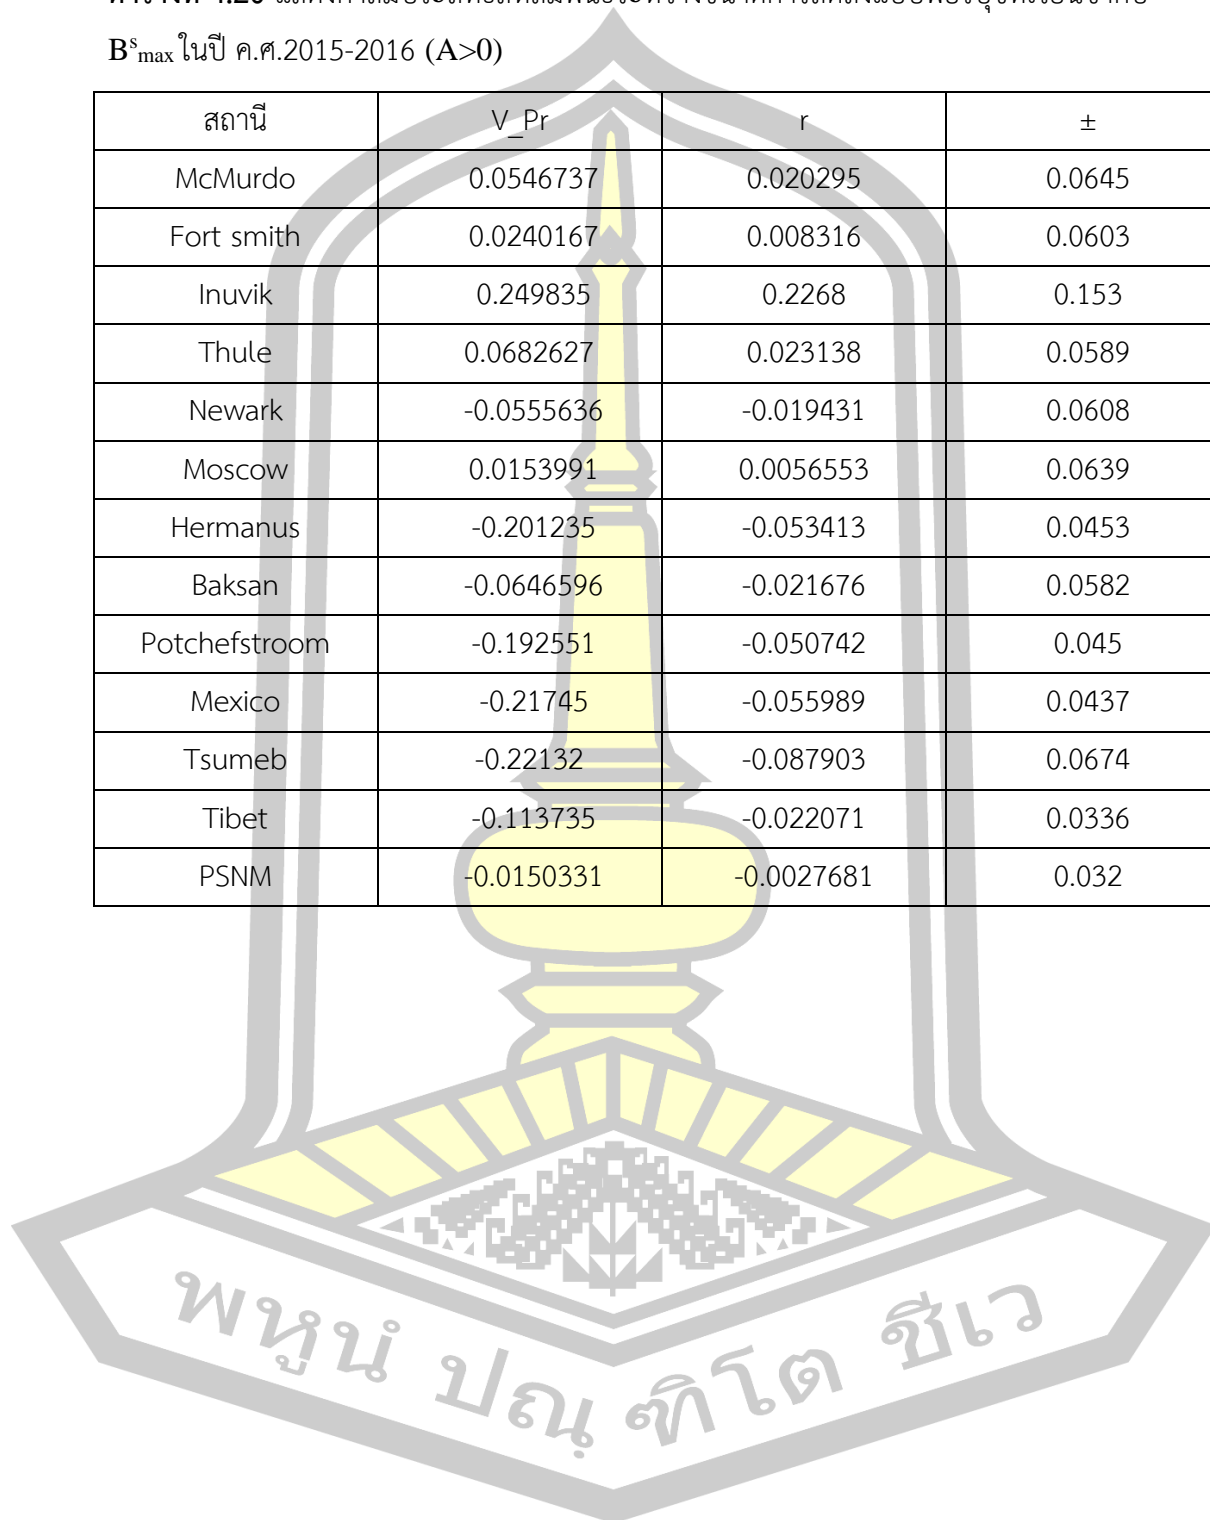 B^s_max ในปี ค.ศ.2015-2016 (A>0)
สถานี V_Pr r ±
McMurdo 0.0546737 0.020295 0.0645
Fort smith 0.0240167 0.008316 0.0603
Inuvik 0.249835 0.2268 0.153
Thule 0.0682627 0.023138 0.0589
Newark -0.0555636 -0.019431 0.0608
Moscow 0.0153991 0.0056553 0.0639
Hermanus -0.201235 -0.053413 0.0453
Baksan -0.0646596 -0.021676 0.0582
Potchefstroom -0.192551 -0.050742 0.045
Mexico -0.21745 -0.055989 0.0437
Tsumeb -0.22132 -0.087903 0.0674
Tibet -0.113735 -0.022071 0.0336
PSNM -0.0150331 -0.0027681 0.032
พหูนํ ปณฺฑิโต ชีเว